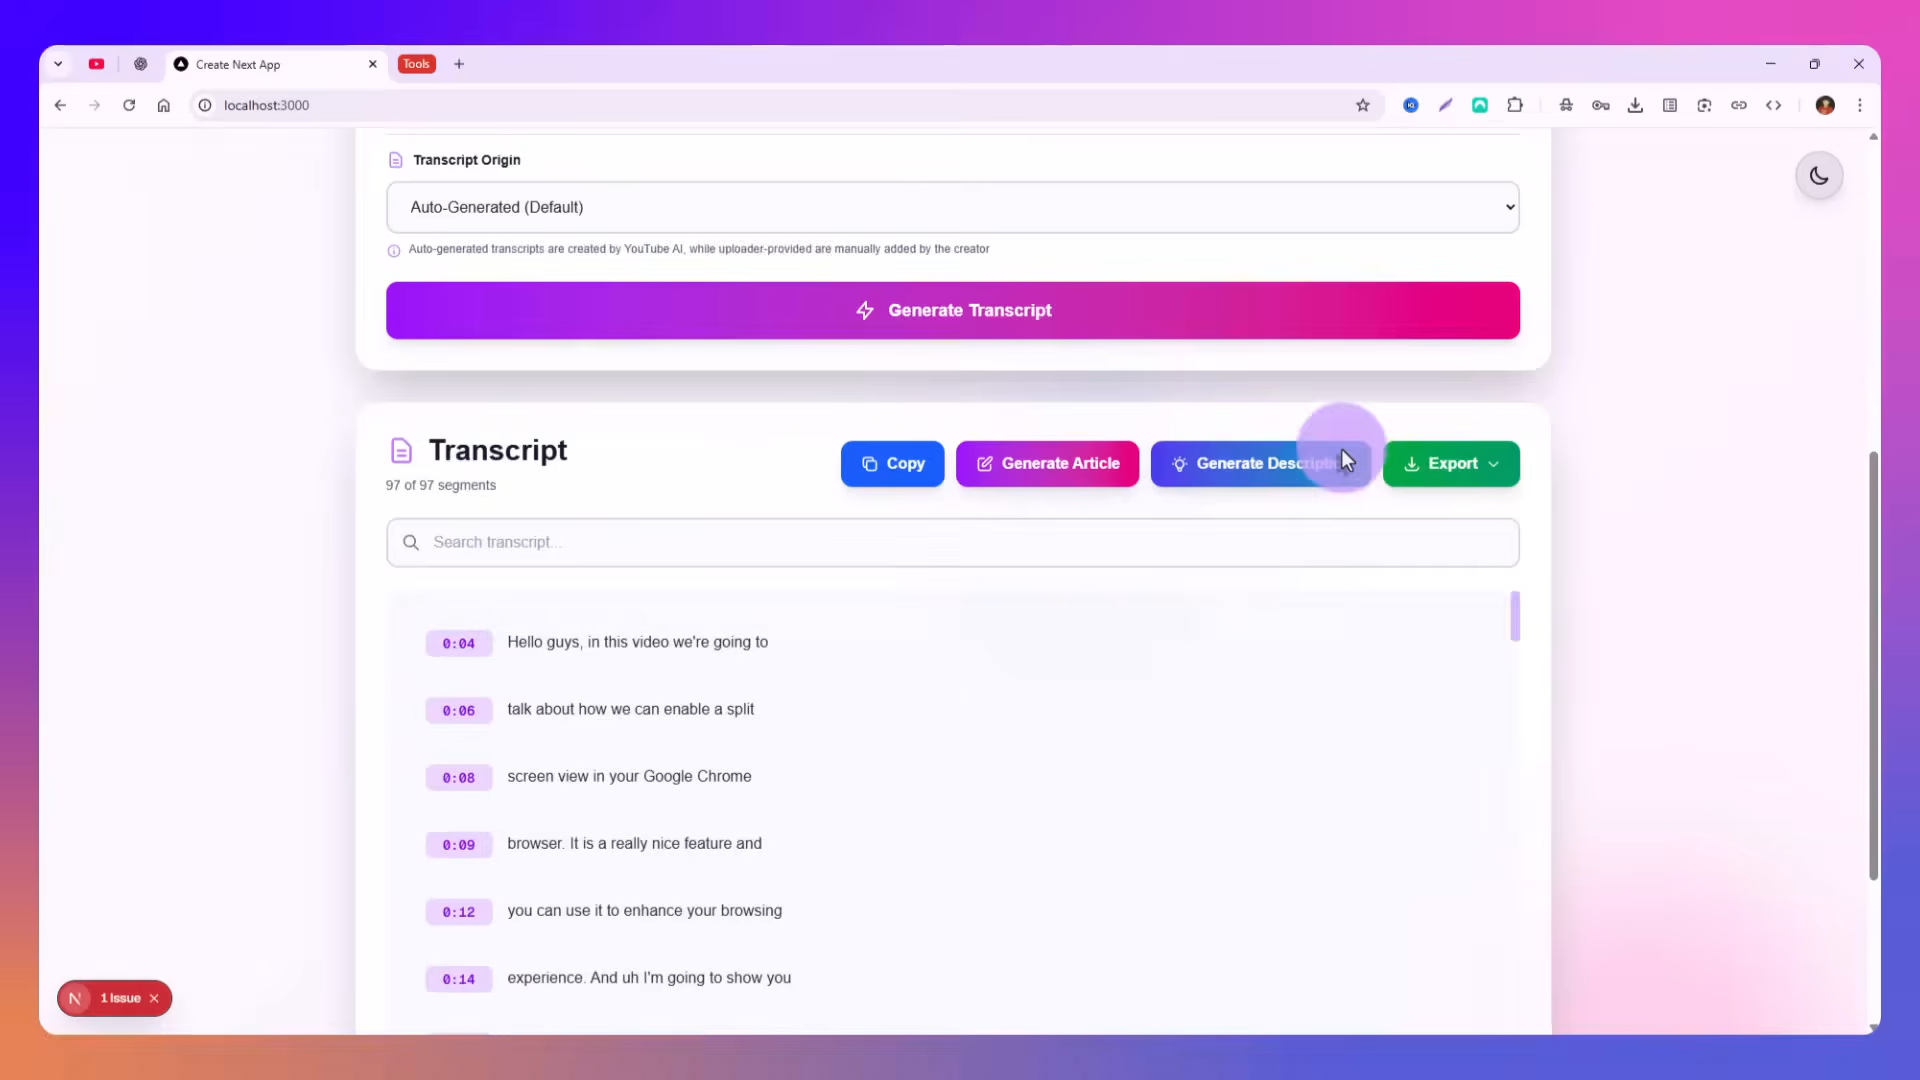 Create Next App
Tools
localhost:3000
Transcript Origin
Auto-Generated (Default)
Auto-generated transcripts are created by YouTube AI, while uploader-provided are manually added by the creator
Generate Transcript
Transcript
97 of 97 segments
Copy
Generate Article
Generate
Export
Search transcript...
0:04 Hello guys, in this video we're going to
0:06 talk about how we can enable a split
0:08 screen view in your Google Chrome
0:09 browser. It is a really nice feature and
0:12 you can use it to enhance your browsing
0:14 experience. And uh I'm going to show you
N 1 Issue